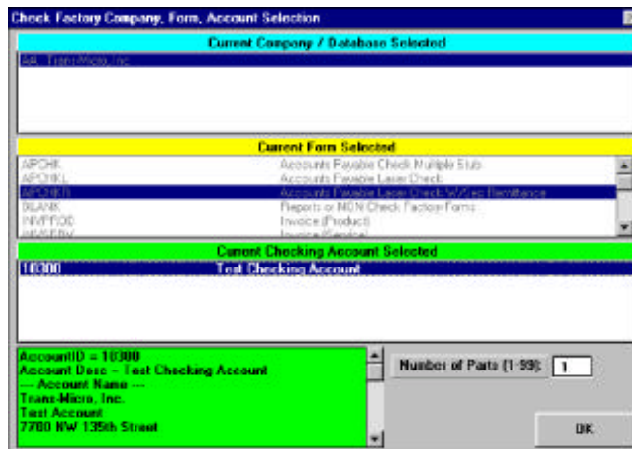 Check Factory Company, Form, Account Selection
Current Company / Database Selected
AA Trans-Micro, Inc.
Current Form Selected
APCHK Accounts Payable Check Multiple Stub
APCHKL Accounts Payable Laser Check
APCHKR Accounts Payable Laser Check W/Sep Remittance
BLANK Reports or NON Check Factory Forms
INVPROD Invoice (Product)
INVSERV Invoice (Service)
Current Checking Account Selected
10300 Test Checking Account
AccountID = 10300
Account Desc - Test Checking Account
--- Account Name ---
Trans-Micro, Inc.
Test Account
7700 NW 135th Street
Number of Parts (1-99): 1
OK